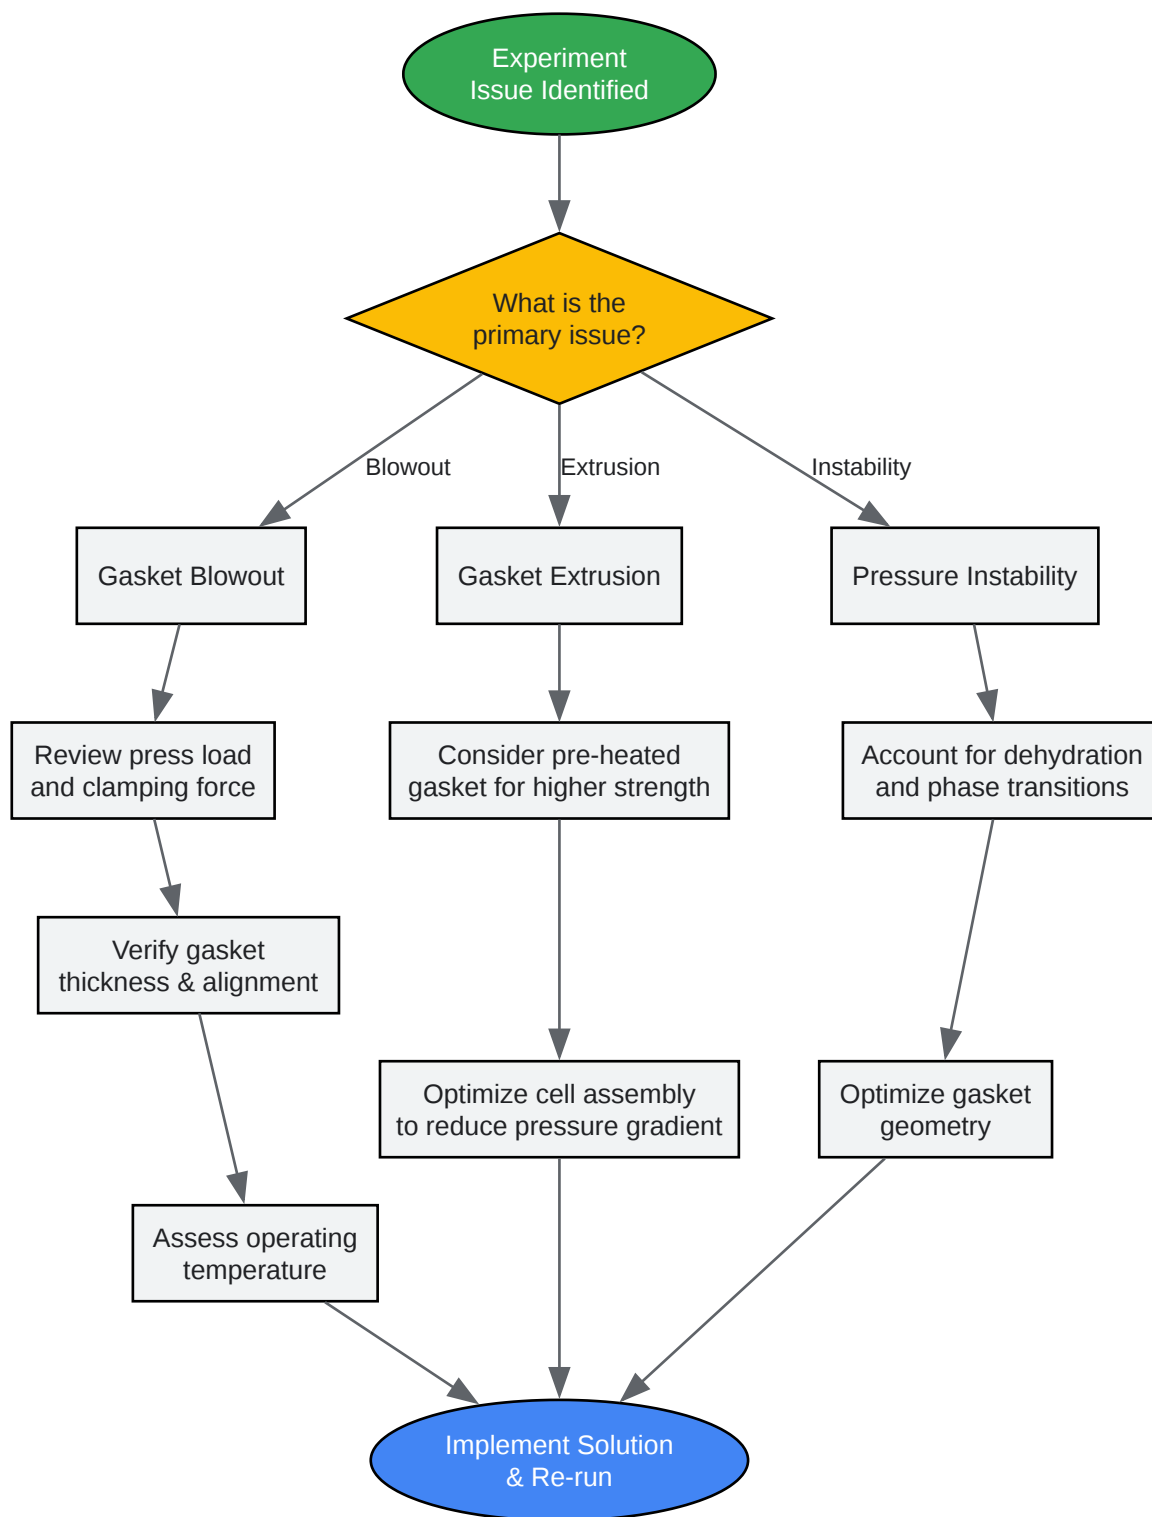 Experiment
Issue Identified
What is the
primary issue?
Blowout
Extrusion
Instability
Gasket Blowout
Gasket Extrusion
Pressure Instability
Review press load
and clamping force
Consider pre-heated
gasket for higher strength
Account for dehydration
and phase transitions
Verify gasket
thickness & alignment
Optimize cell assembly
to reduce pressure gradient
Optimize gasket
geometry
Assess operating
temperature
Implement Solution
& Re-run